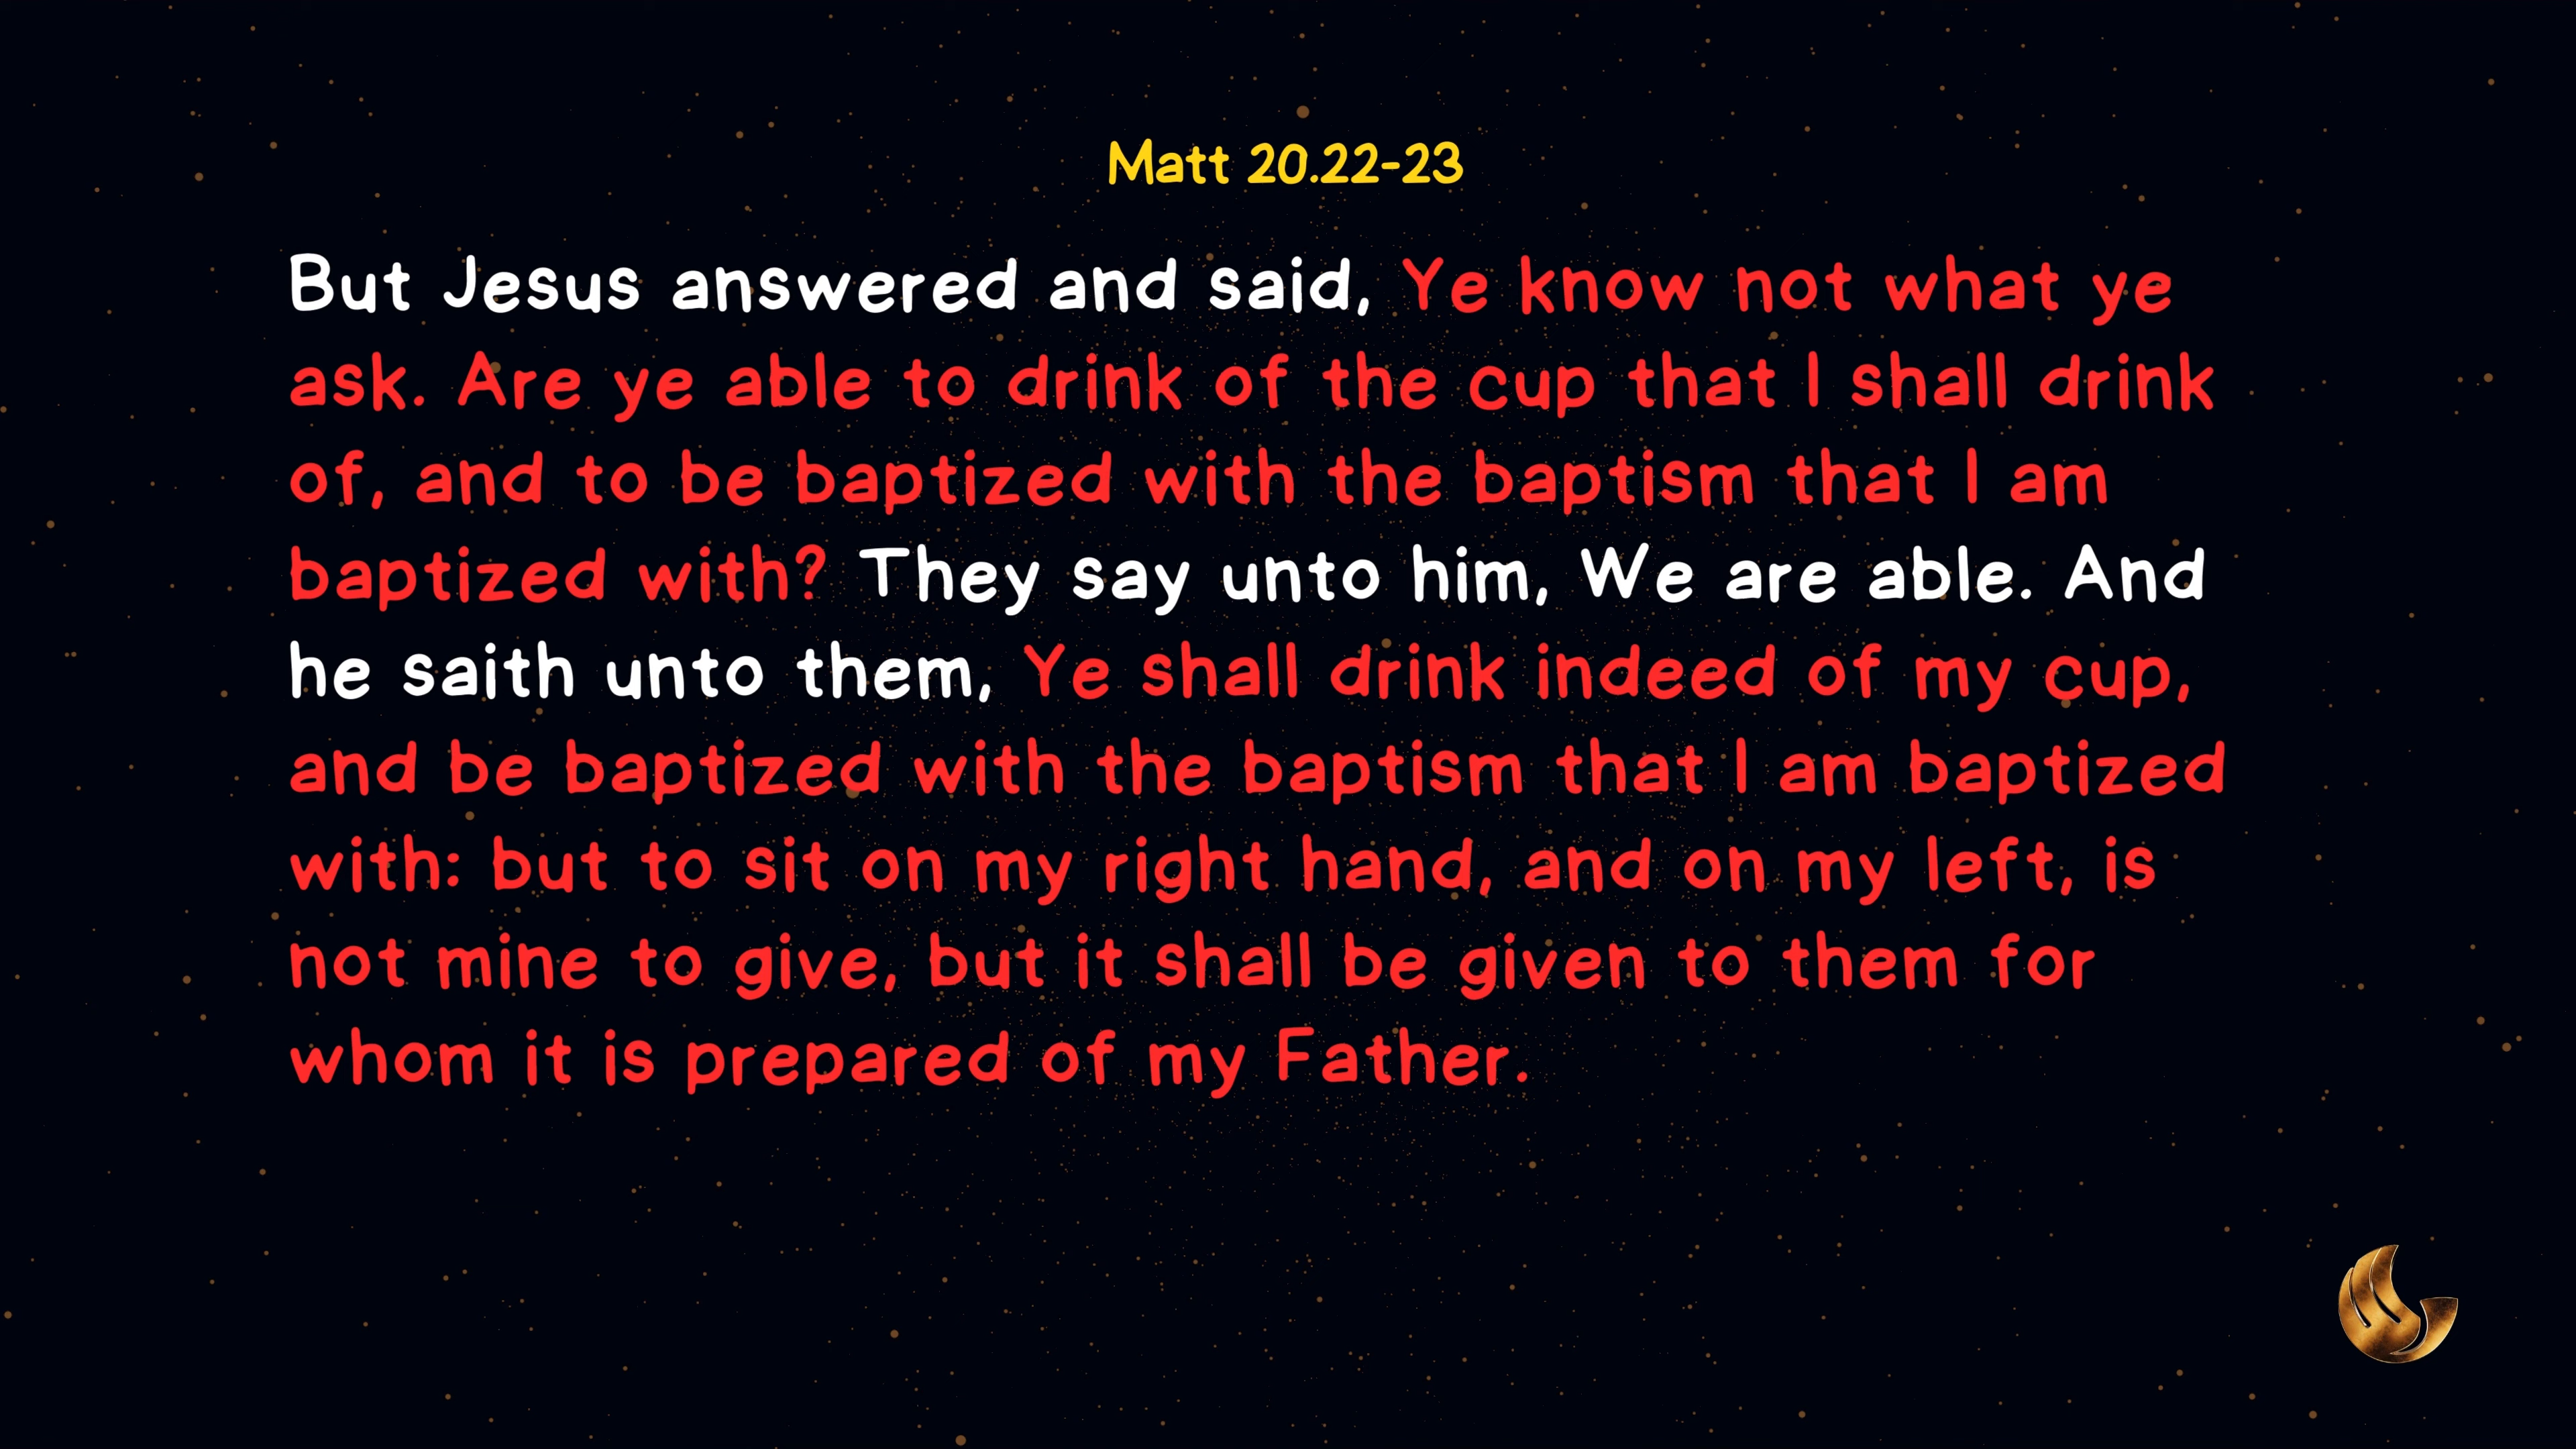 Matt 20.22-23
But Jesus answered and said, Ye know not what ye
ask. Are ye able to drink of the cup that I shall drink
of, and to be baptized with the baptism that I am
baptized with? They say unto him, We are able. And
he saith unto them, Ye shall drink indeed of my cup,
and be baptized with the baptism that I am baptized
with: but to sit on my right hand, and on my left, is
not mine to give, but it shall be given to them for
whom it is prepared of my Father.